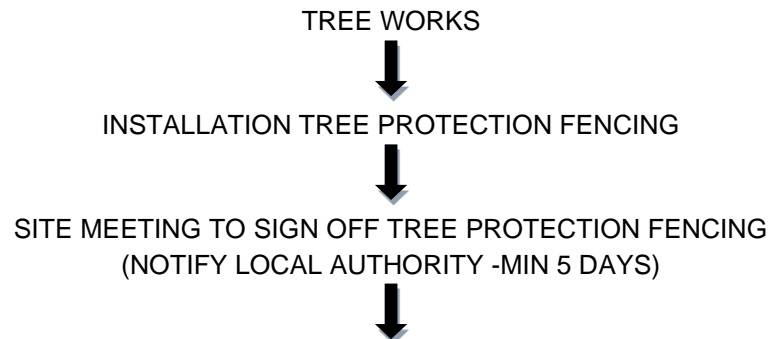 TREE WORKS
INSTALLATION TREE PROTECTION FENCING
SITE MEETING TO SIGN OFF TREE PROTECTION FENCING
(NOTIFY LOCAL AUTHORITY -MIN 5 DAYS)